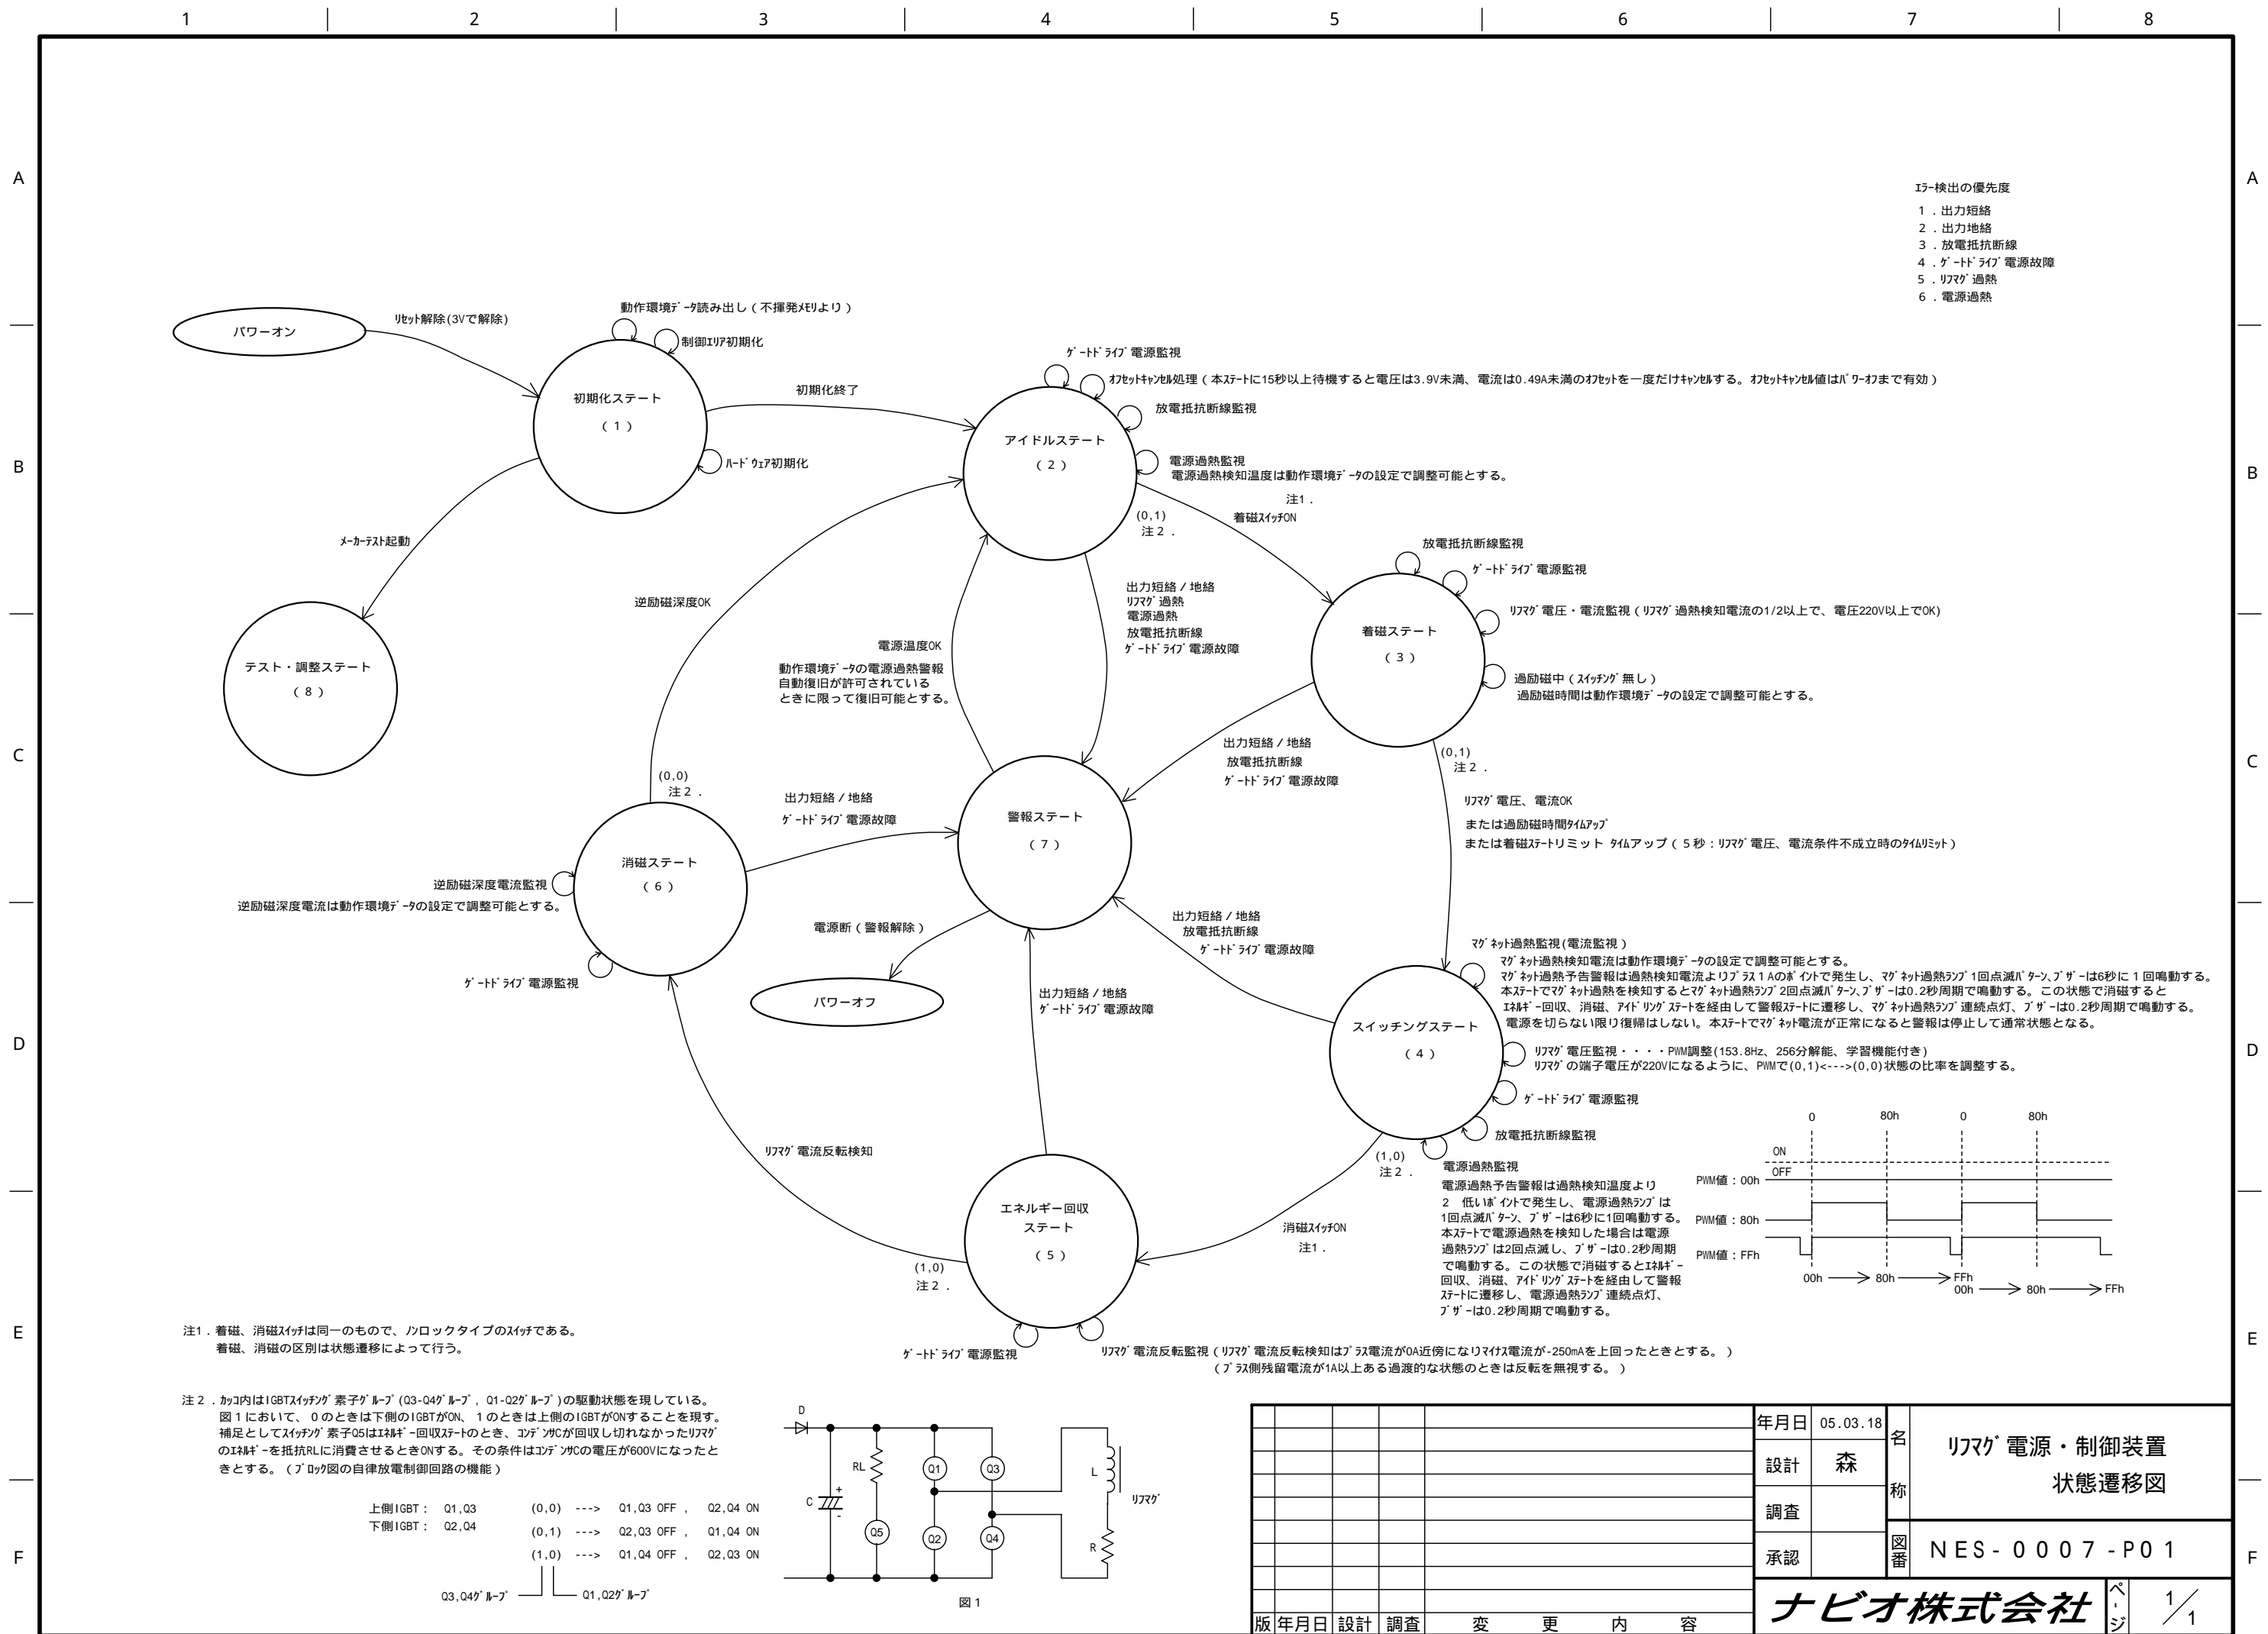 1 2 3 4 5 6 7 8
A A
B B
C C
D D
E E
F F
ｴﾗｰ検出の優先度
1．出力短絡
2．出力地絡
3．放電抵抗断線
4．ｹﾞｰﾄﾄﾞﾗｲﾌﾞ電源故障
5．ﾘﾌﾏｸﾞ過熱
6．電源過熱
パワーオン
ﾘｾｯﾄ解除(3Vで解除)
動作環境ﾃﾞｰﾀ読み出し（不揮発ﾒﾓﾘより）
制御ｴﾘｱ初期化
初期化ステート
（1）
ﾊｰﾄﾞｳｪｱ初期化
初期化終了
ﾒｰｶｰﾃｽﾄ起動
テスト・調整ステート
（8）
ｹﾞｰﾄﾄﾞﾗｲﾌﾞ電源監視
ｵﾌｾｯﾄｷｬﾝｾﾙ処理（本ｽﾃｰﾄに15秒以上待機すると電圧は3.9V未満、電流は0.49A未満のｵﾌｾｯﾄを一度だけｷｬﾝｾﾙする。ｵﾌｾｯﾄｷｬﾝｾﾙ値はﾊﾟﾜｰｵﾌまで有効）
放電抵抗断線監視
アイドルステート
（2）
電源過熱監視
電源過熱検知温度は動作環境ﾃﾞｰﾀの設定で調整可能とする。
注1．
着磁ｽｲｯﾁON
(0,1)
注2．
逆励磁深度OK
電源温度OK
動作環境ﾃﾞｰﾀの電源過熱警報
自動復旧が許可されている
ときに限って復旧可能とする。
出力短絡/地絡
ﾘﾌﾏｸﾞ過熱
電源過熱
放電抵抗断線
ｹﾞｰﾄﾄﾞﾗｲﾌﾞ電源故障
放電抵抗断線監視
ｹﾞｰﾄﾄﾞﾗｲﾌﾞ電源監視
ﾘﾌﾏｸﾞ電圧・電流監視（ﾘﾌﾏｸﾞ過熱検知電流の1/2以上で、電圧220V以上でOK)
着磁ステート
（3）
過励磁中（ｽｲｯﾁﾝｸﾞ無し）
過励磁時間は動作環境ﾃﾞｰﾀの設定で調整可能とする。
出力短絡/地絡
放電抵抗断線
ｹﾞｰﾄﾄﾞﾗｲﾌﾞ電源故障
(0,1)
注2．
ﾘﾌﾏｸﾞ電圧、電流OK
または過励磁時間ﾀｲﾑｱｯﾌﾟ
または着磁ｽﾃｰﾄリミット ﾀｲﾑアップ（5秒：ﾘﾌﾏｸﾞ電圧、電流条件不成立時のﾀｲﾑﾘﾐｯﾄ）
(0,0)
注2．
出力短絡/地絡
ｹﾞｰﾄﾄﾞﾗｲﾌﾞ電源故障
警報ステート
（7）
消磁ステート
（6）
逆励磁深度電流監視
逆励磁深度電流は動作環境ﾃﾞｰﾀの設定で調整可能とする。
ｹﾞｰﾄﾄﾞﾗｲﾌﾞ電源監視
電源断（警報解除）
パワーオフ
出力短絡/地絡
ｹﾞｰﾄﾄﾞﾗｲﾌﾞ電源故障
出力短絡/地絡
放電抵抗断線
ｹﾞｰﾄﾄﾞﾗｲﾌﾞ電源故障
ﾏｸﾞﾈｯﾄ過熱監視(電流監視)
ﾏｸﾞﾈｯﾄ過熱検知電流は動作環境ﾃﾞｰﾀの設定で調整可能とする。
ﾏｸﾞﾈｯﾄ過熱予告警報は過熱検知電流よりﾌﾟﾗｽ1Aのﾎﾟｲﾝﾄで発生し、ﾏｸﾞﾈｯﾄ過熱ﾗﾝﾌﾟ1回点滅ﾊﾟﾀｰﾝ、ﾌﾞｻﾞｰは6秒に1回鳴動する。
本ｽﾃｰﾄでﾏｸﾞﾈｯﾄ過熱を検知するとﾏｸﾞﾈｯﾄ過熱ﾗﾝﾌﾟ2回点滅ﾊﾟﾀｰﾝ、ﾌﾞｻﾞｰは0.2秒周期で鳴動する。この状態で消磁すると
ｴﾈﾙｷﾞｰ回収、消磁、ｱｲﾄﾞﾘﾝｸﾞｽﾃｰﾄを経由して警報ｽﾃｰﾄに遷移し、ﾏｸﾞﾈｯﾄ過熱ﾗﾝﾌﾟ連続点灯、ﾌﾞｻﾞｰは0.2秒周期で鳴動する。
電源を切らない限り復帰はしない。本ｽﾃｰﾄでﾏｸﾞﾈｯﾄ電流が正常になると警報は停止して通常状態となる。
スイッチングステート
（4）
ﾘﾌﾏｸﾞ電圧監視・・・・PWM調整(153.8Hz、256分解能、学習機能付き)
ﾘﾌﾏｸﾞの端子電圧が220Vになるように、PWMで(0,1)<--->(0,0)状態の比率を調整する。
ｹﾞｰﾄﾄﾞﾗｲﾌﾞ電源監視
放電抵抗断線監視
(1,0)
注2．
電源過熱監視
電源過熱予告警報は過熱検知温度より
2 低いﾎﾟｲﾝﾄで発生し、電源過熱ﾗﾝﾌﾟは
1回点滅ﾊﾟﾀｰﾝ、ﾌﾞｻﾞｰは6秒に1回鳴動する。
本ｽﾃｰﾄで電源過熱を検知した場合は電源
過熱ﾗﾝﾌﾟは2回点滅し、ﾌﾞｻﾞｰは0.2秒周期
で鳴動する。この状態で消磁するとｴﾈﾙｷﾞｰ
回収、消磁、ｱｲﾄﾞﾘﾝｸﾞｽﾃｰﾄを経由して警報
ｽﾃｰﾄに遷移し、電源過熱ﾗﾝﾌﾟ連続点灯、
ﾌﾞｻﾞｰは0.2秒周期で鳴動する。
0 80h 0 80h
ON
OFF
PWM値：00h
PWM値：80h
PWM値：FFh
00h 80h FFh
00h 80h FFh
ﾘﾌﾏｸﾞ電流反転検知
エネルギー回収
ステート
（5）
消磁ｽｲｯﾁON
注1．
(1,0)
注2．
ｹﾞｰﾄﾄﾞﾗｲﾌﾞ電源監視
ﾘﾌﾏｸﾞ電流反転監視（ﾘﾌﾏｸﾞ電流反転検知はﾌﾟﾗｽ電流が0A近傍になりﾏｲﾅｽ電流が-250mAを上回ったときとする。）
（ﾌﾟﾗｽ側残留電流が1A以上ある過渡的な状態のときは反転を無視する。）
注1．着磁、消磁ｽｲｯﾁは同一のもので、ﾉﾝロックタイプのｽｲｯﾁである。
着磁、消磁の区別は状態遷移によって行う。
注2．ｶｯｺ内はIGBTｽｲｯﾁﾝｸﾞ素子ｸﾞﾙｰﾌﾟ(Q3-Q4ｸﾞﾙｰﾌﾟ, Q1-Q2ｸﾞﾙｰﾌﾟ)の駆動状態を現している。
図1において、0のときは下側のIGBTがON、1のときは上側のIGBTがONすることを現す。
補足としてｽｲｯﾁﾝｸﾞ素子Q5はｴﾈﾙｷﾞｰ回収ｽﾃｰﾄのとき、ｺﾝﾃﾞﾝｻCが回収し切れなかったﾘﾌﾏｸﾞ
のｴﾈﾙｷﾞｰを抵抗RLに消費させるときONする。その条件はｺﾝﾃﾞﾝｻCの電圧が600Vになったと
きとする。（ﾌﾞﾛｯｸ図の自律放電制御回路の機能）
上側IGBT： Q1,Q3
下側IGBT： Q2,Q4
(0,0) ---> Q1,Q3 OFF , Q2,Q4 ON
(0,1) ---> Q2,Q3 OFF , Q1,Q4 ON
(1,0) ---> Q1,Q4 OFF , Q2,Q3 ON
Q3,Q4ｸﾞﾙｰﾌﾟ Q1,Q2ｸﾞﾙｰﾌﾟ
D
RL
C
+
-
Q1 Q3
Q5 Q2 Q4
L
R
ﾘﾌﾏｸﾞ
図1
年月日 05.03.18
設計 森
調査
承認
名称
ﾘﾌﾏｸﾞ電源・制御装置
状態遷移図
図番
NES-0007-P01
ナビオ株式会社
ページ
1/1
版 年月日 設計 調査 変更内容